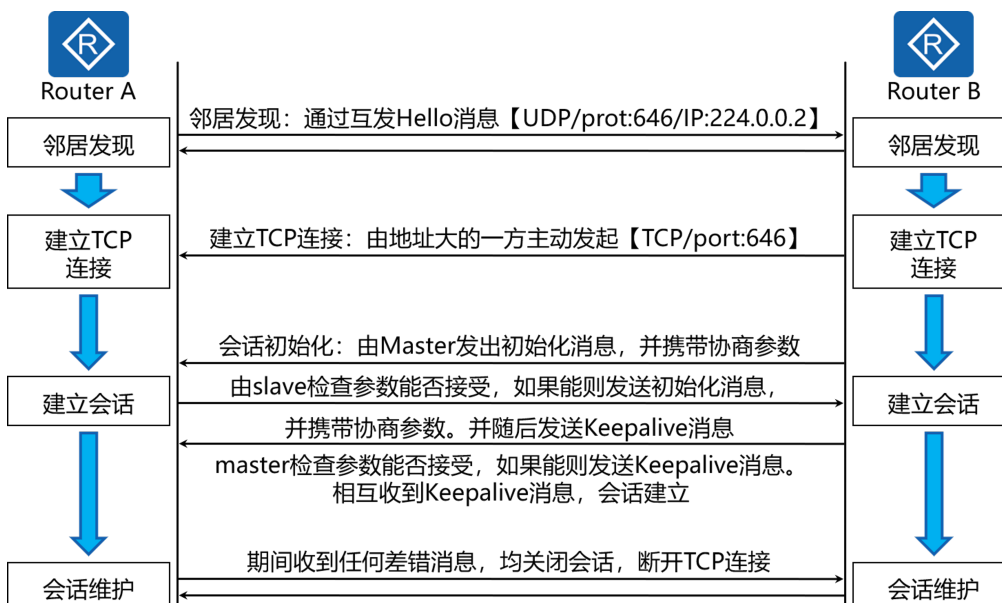 R
R
Router A
Router B
邻居发现：通过互发Hello消息【UDP/prot:646/IP:224.0.0.2】
邻居发现
邻居发现
建立TCP连接：由地址大的一方主动发起【TCP/port:646】
建立TCP
连接
建立TCP
连接
会话初始化：由Master发出初始化消息，并携带协商参数
由slave检查参数能否接受，如果能则发送初始化消息，
建立会话
建立会话
并携带协商参数。并随后发送Keepalive消息
master检查参数能否接受，如果能则发送Keepalive消息。
相互收到Keepalive消息，会话建立
期间收到任何差错消息，均关闭会话，断开TCP连接
会话维护
会话维护